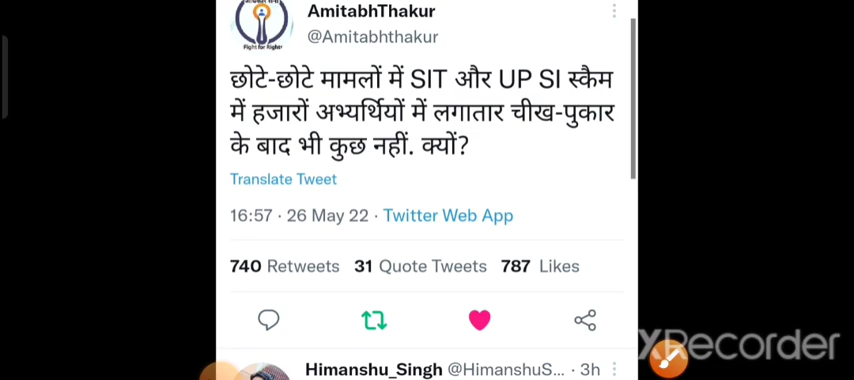 AmitabhThakur
@Amitabhthakur
Fight for Right
छोटे-छोटे मामलों में SIT और UP SI स्कैम
में हजारों अभ्यर्थियों में लगातार चीख-पुकार
के बाद भी कुछ नहीं. क्यों?
Translate Tweet
16:57 · 26 May 22 · Twitter Web App
740 Retweets 31 Quote Tweets 787 Likes
XRecorder
Himanshu_Singh @HimanshuS... · 3h